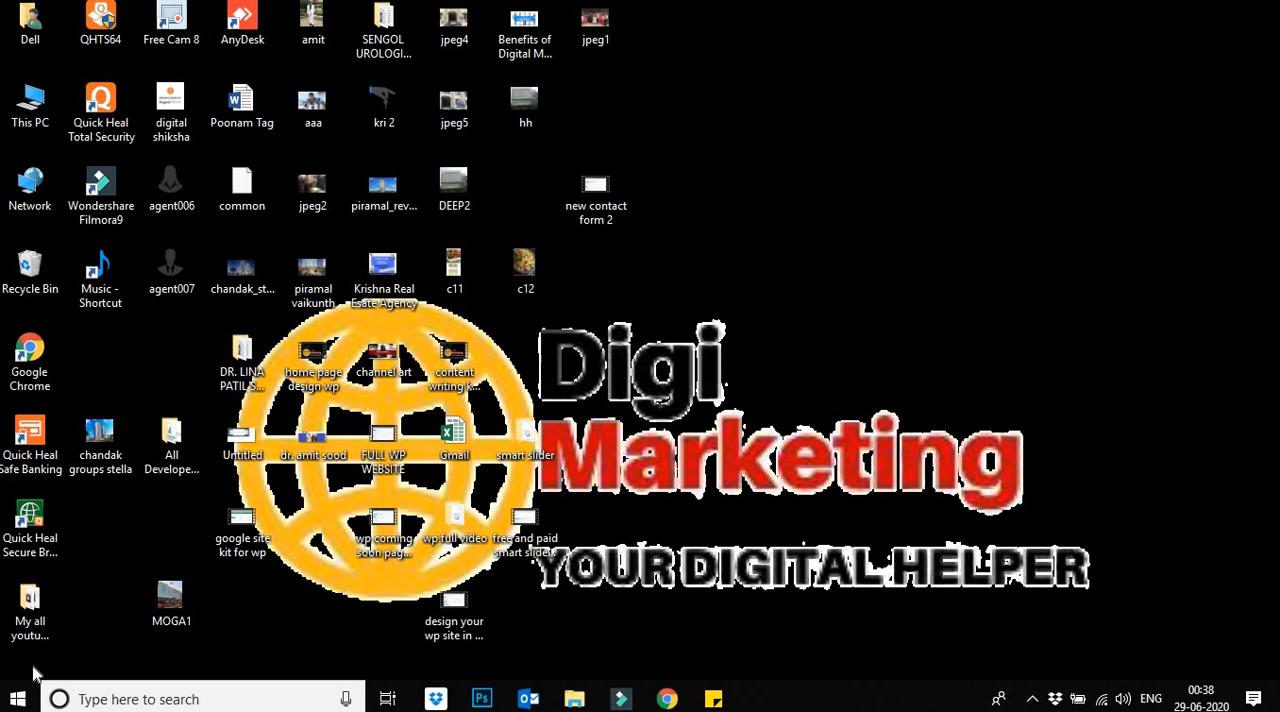 Dell
QHTS64
Free Cam 8
AnyDesk
amit
SENGOL
UROLOGI...
jpeg4
Benefits of
Digital M...
jpeg1
This PC
Quick Heal
Total Security
digital
shiksha
Poonam Tag
aaa
kri 2
jpeg5
hh
Network
Wondershare
Filmora9
agent006
common
jpeg2
piramal_rev...
DEEP2
new contact
form 2
Recycle Bin
Music -
Shortcut
agent007
chandak_st...
piramal
vaikunth
Krishna Real
Esate Agency
c11
c12
Google
Chrome
DR. LINA
PATIL S...
home page
design wp
channel art
content
writing k...
Quick Heal
Safe Banking
chandak
groups stella
All
Develope...
Untitled
dr. amit sood
FULL WP
WEBSITE
Gmail
smart slider
Quick Heal
Secure Br...
google site
kit for wp
wp coming
soon pag...
wp full video
free and paid
smart slide...
My all
youtu...
MOGA1
design your
wp site in ...
Digi
Marketing
YOUR DIGITAL HELPER
Type here to search
Ps
ENG
00:38
29-06-2020